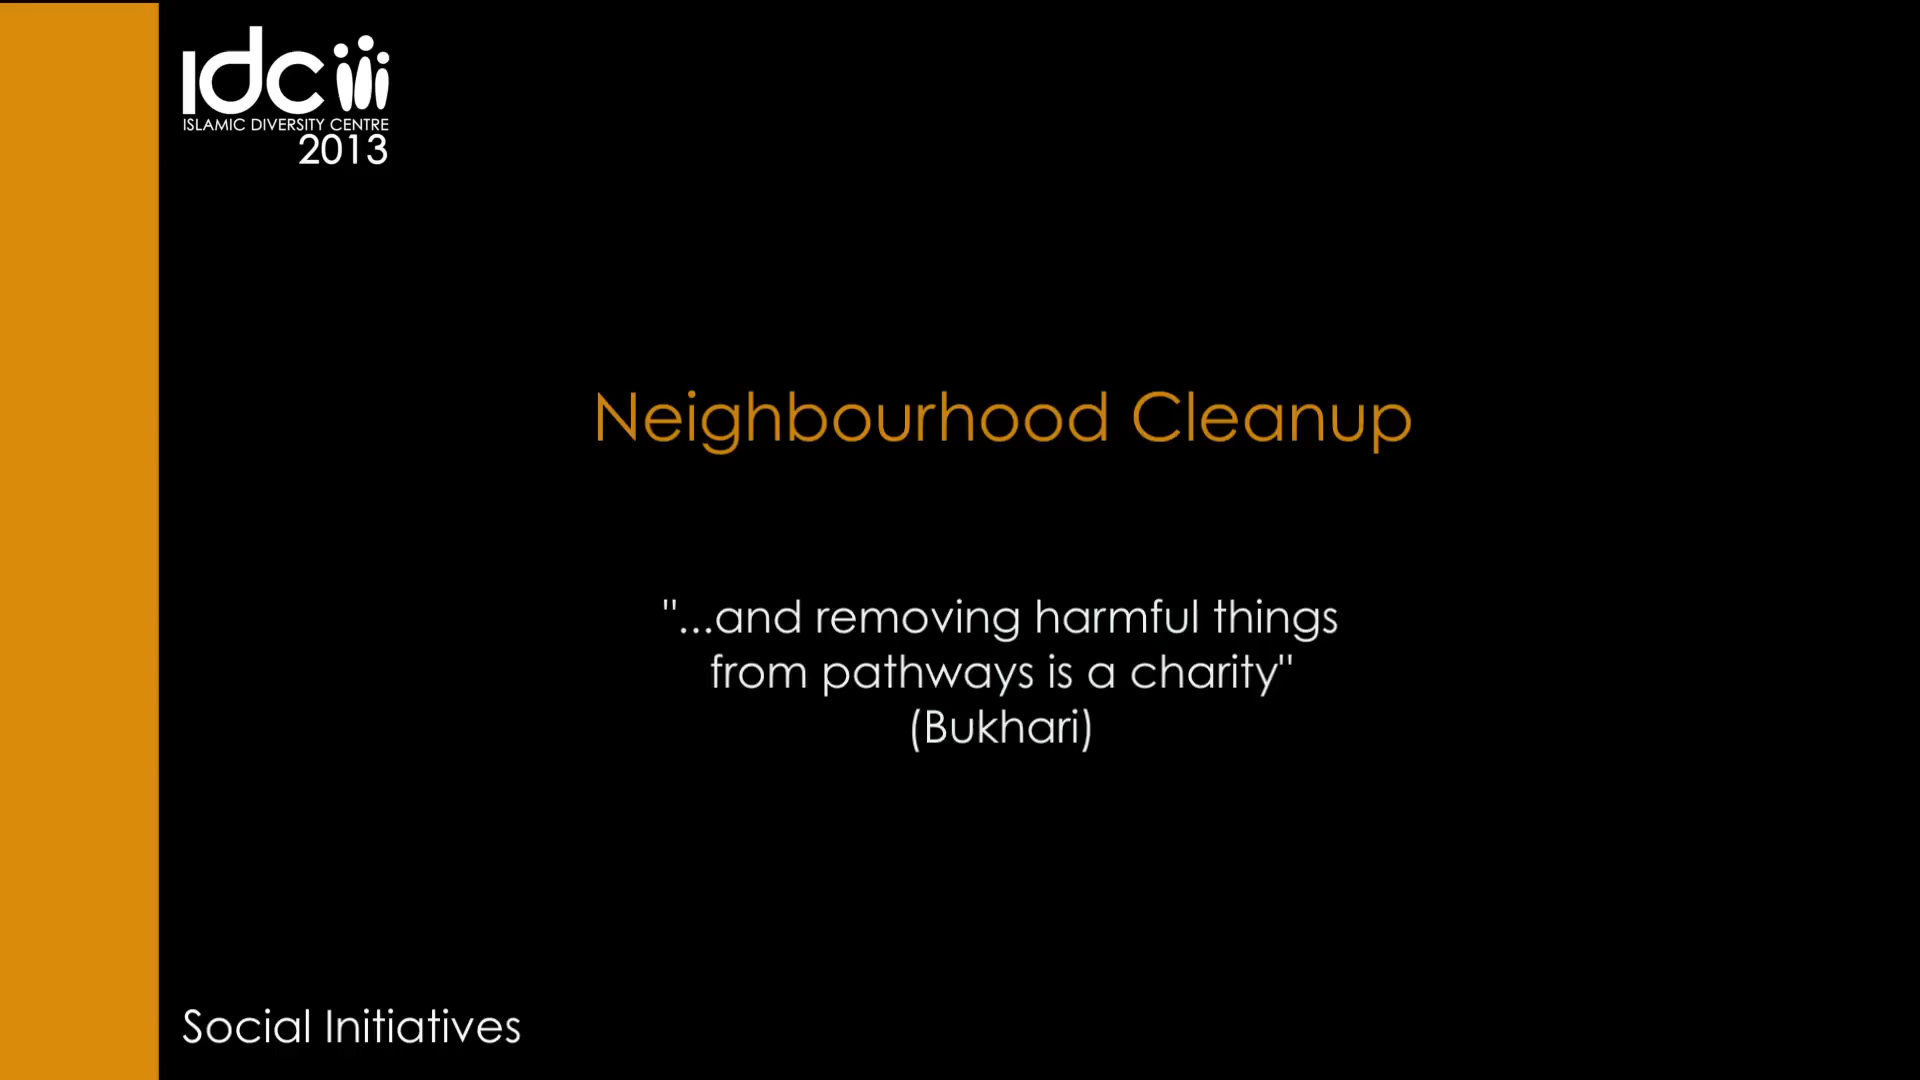 idc
ISLAMIC DIVERSITY CENTRE
2013
Neighbourhood Cleanup
"...and removing harmful things
from pathways is a charity"
(Bukhari)
Social Initiatives